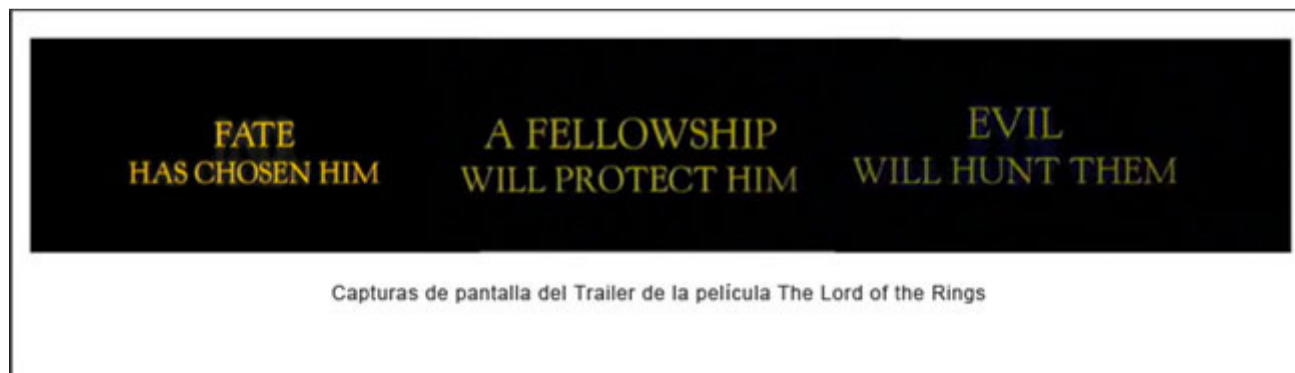 FATE
HAS CHOSEN HIM
A FELLOWSHIP
WILL PROTECT HIM
EVIL
WILL HUNT THEM
Capturas de pantalla del Trailer de la película The Lord of the Rings